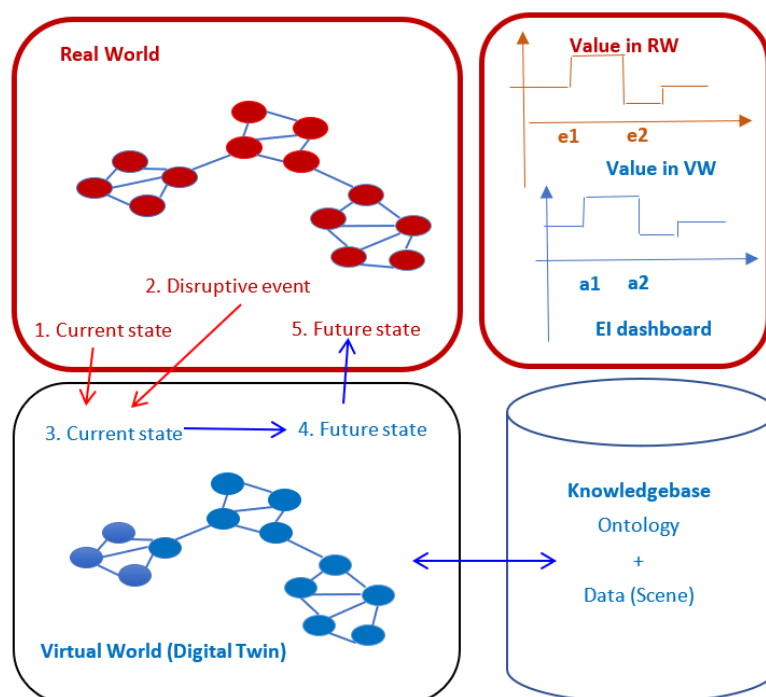 Real World
2. Disruptive event
1. Current state
5. Future state
Value in RW
e1
e2
Value in VW
a1
a2
EI dashboard
3. Current state
4. Future state
Virtual World (Digital Twin)
Knowledgebase
Ontology
+
Data (Scene)